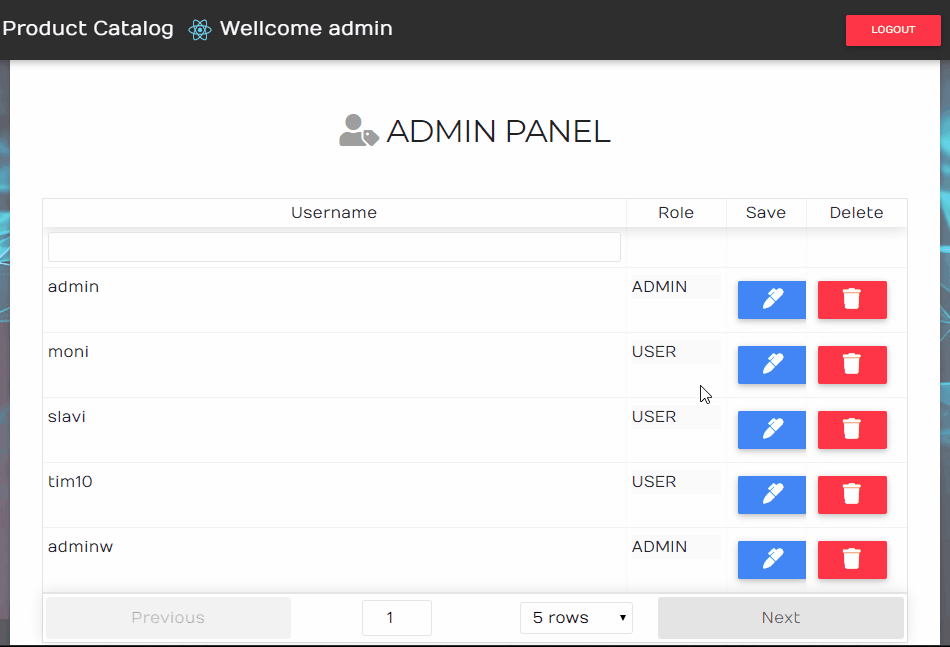 Product Catalog Wellcome admin
LOGOUT
ADMIN PANEL
Username Role Save Delete
admin ADMIN
moni USER
slavi USER
tim10 USER
adminw ADMIN
Previous 1 5 rows Next